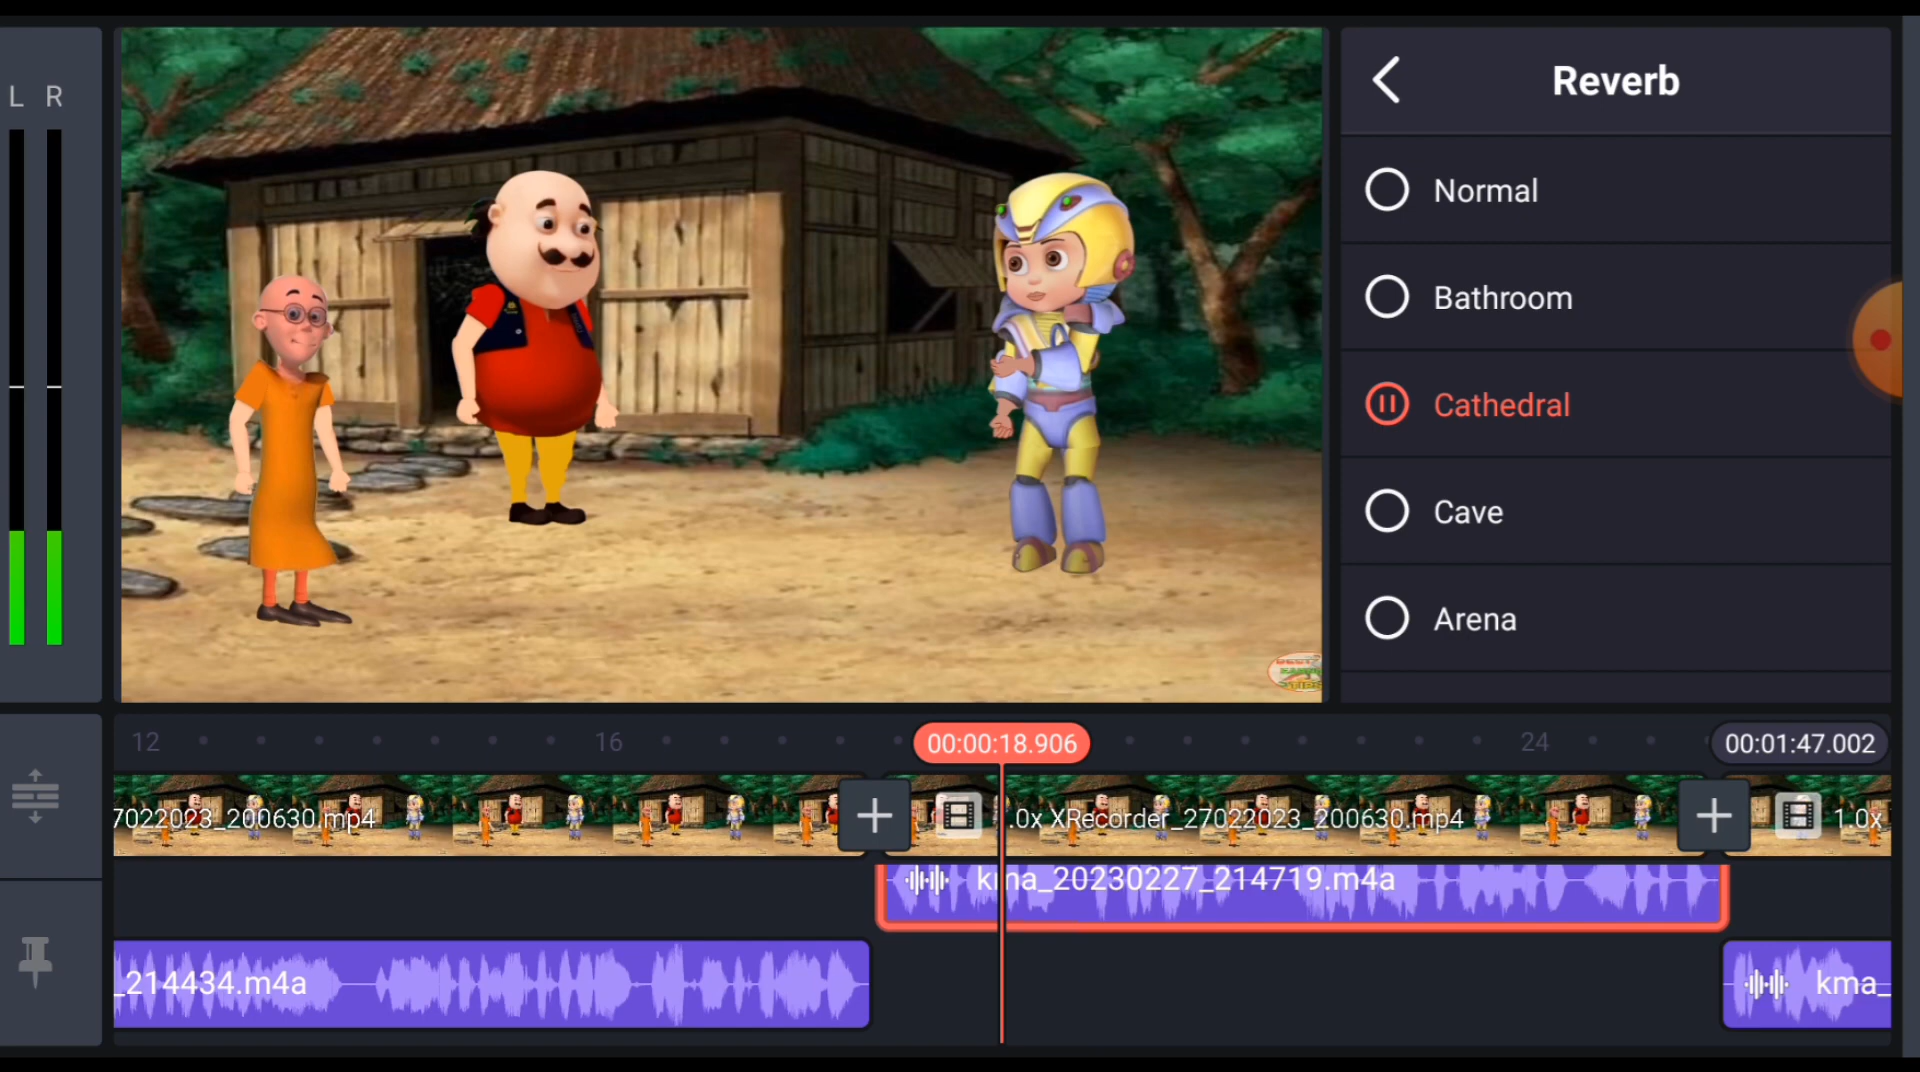 L R
Reverb
Normal
Bathroom
Cathedral
Cave
Arena
TIPS
12
16
00:00:18.906
24
00:01:47.002
7022023_200630.mp4
.0x XRecorder_27022023_200630.mp4
1.0x
kma_20230227_214719.m4a
_214434.m4a
kma_